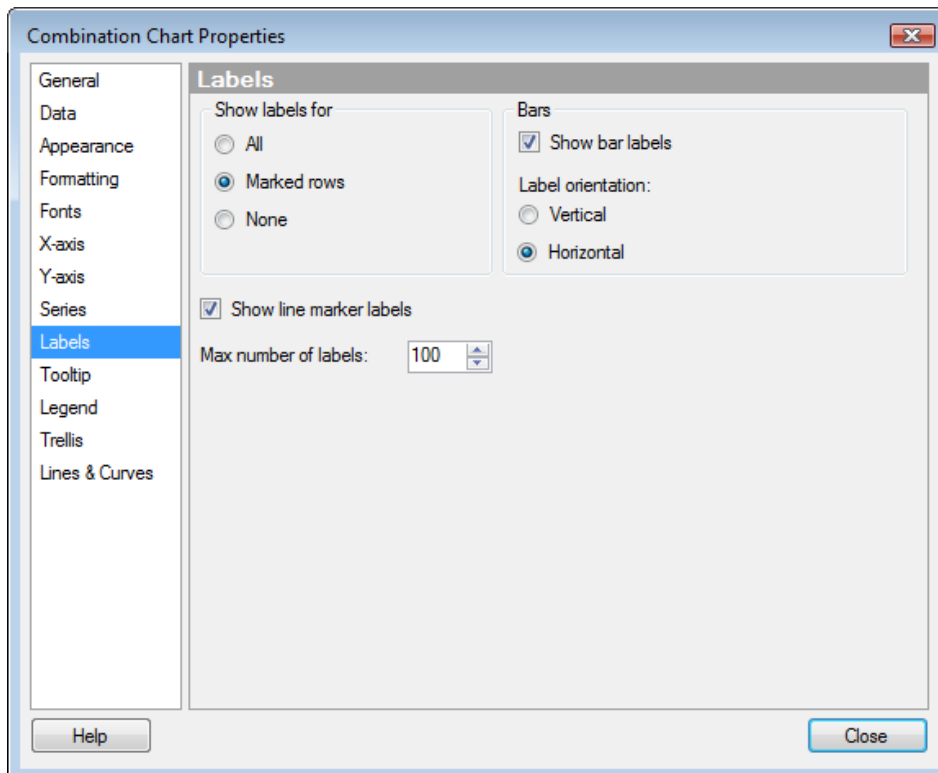 Combination Chart Properties
General
Data
Appearance
Formatting
Fonts
X-axis
Y-axis
Series
Labels
Tooltip
Legend
Trellis
Lines & Curves
Labels
Show labels for
All
Marked rows
None
Bars
Show bar labels
Label orientation:
Vertical
Horizontal
Show line marker labels
Max number of labels: 100
Help
Close